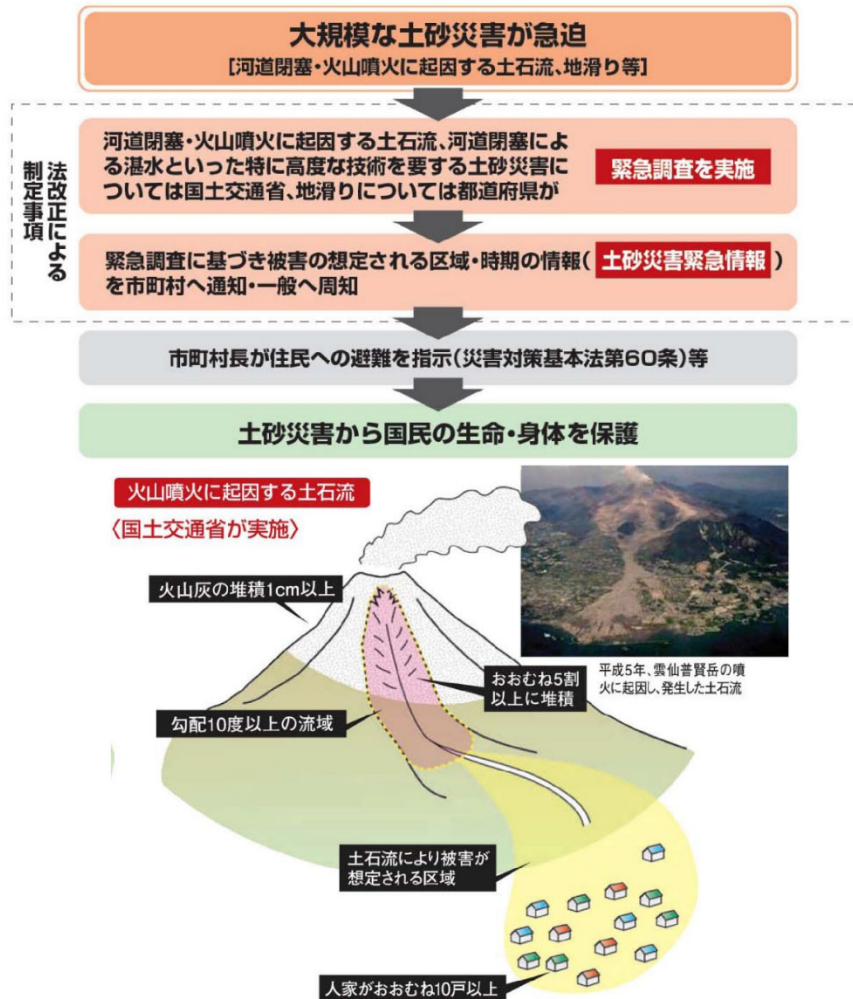 大規模な土砂災害が急迫
[河道閉塞・火山噴火に起因する土石流、地滑り等]
法改正による
制定事項
河道閉塞・火山噴火に起因する土石流、河道閉塞によ
る湛水といった特に高度な技術を要する土砂災害に
ついては国土交通省、地滑りについては都道府県が
緊急調査を実施
緊急調査に基づき被害の想定される区域・時期の情報(土砂災害緊急情報)
を市町村へ通知・一般へ周知
市町村長が住民への避難を指示(災害対策基本法第60条)等
土砂災害から国民の生命・身体を保護
火山噴火に起因する土石流
〈国土交通省が実施〉
火山灰の堆積1cm以上
平成5年、雲仙普賢岳の噴
火に起因し、発生した土石流
おおむね5割
以上に堆積
勾配10度以上の流域
土石流により被害が
想定される区域
人家がおおむね10戸以上